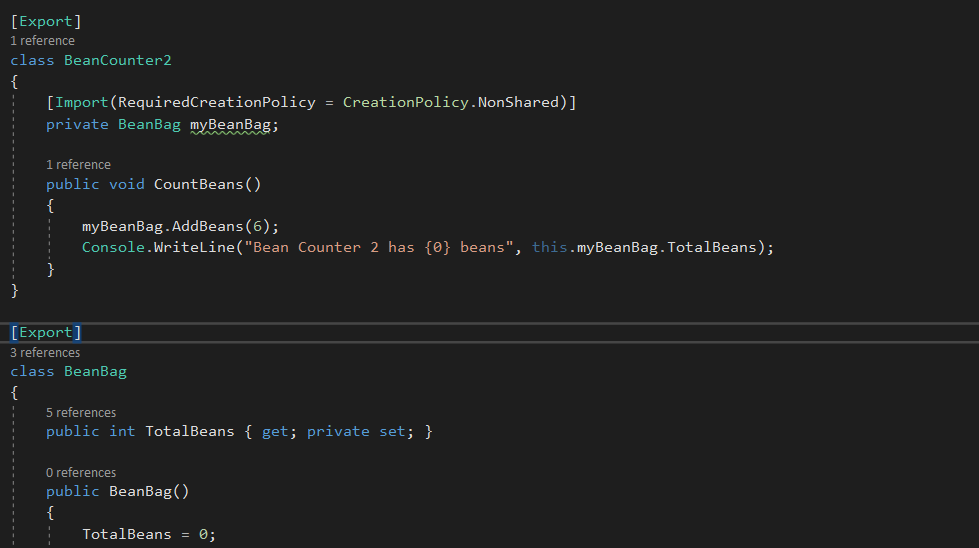 [Export]
1 reference
class BeanCounter2
{
[Import(RequiredCreationPolicy = CreationPolicy.NonShared)]
private BeanBag myBeanBag;
1 reference
public void CountBeans()
{
myBeanBag.AddBeans(6);
Console.WriteLine("Bean Counter 2 has {0} beans", this.myBeanBag.TotalBeans);
}
}
[Export]
3 references
class BeanBag
{
5 references
public int TotalBeans { get; private set; }
0 references
public BeanBag()
{
TotalBeans = 0;